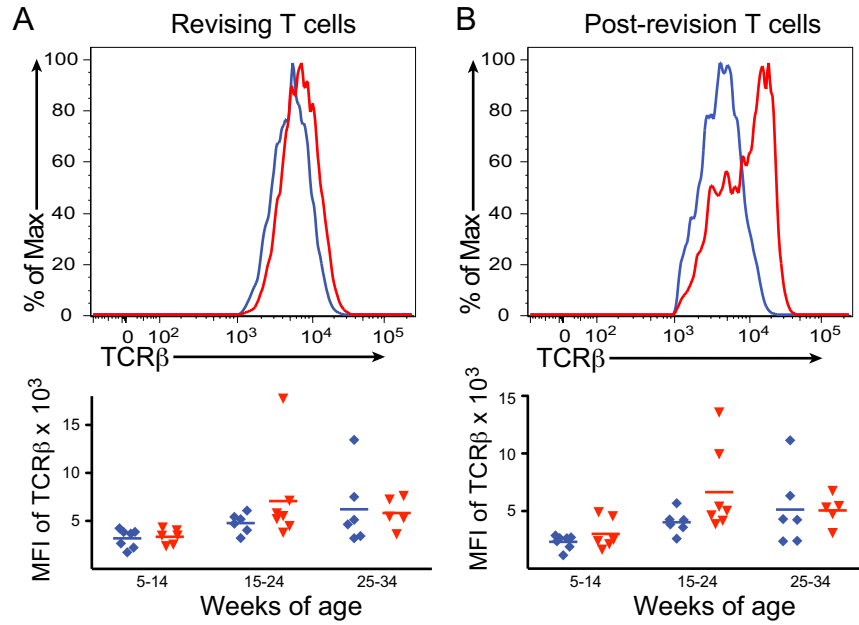 A Revising T cells
100
80
60
40
20
0
% of Max
0 10² 10³ 10⁴ 10⁵
TCRβ
15
10
5
MFI of TCRβ x 10³
5-14 15-24 25-34
Weeks of age
B Post-revision T cells
100
80
60
40
20
0
% of Max
0 10² 10³ 10⁴ 10⁵
TCRβ
15
10
5
MFI of TCRβ x 10³
5-14 15-24 25-34
Weeks of age